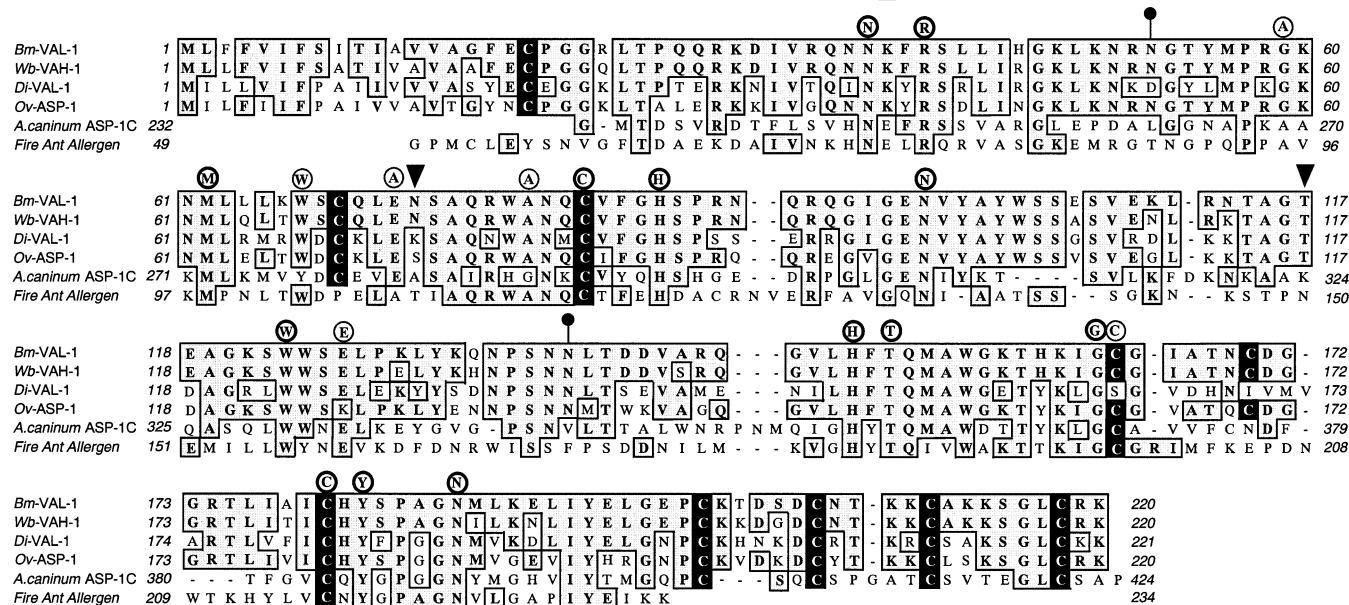 N R A
Bm-VAL-1 1 M L F F V I F S I T I A V V A G F E C P G G R L T P Q Q R K D I V R Q N N K F R S L L I H G K L K N R N G T Y M P R G K 60
Wb-VAH-1 1 M L L F V I F S A T I V A V A A F E C P G G Q L T P Q Q R K D I V R Q N N K F R S L L I R G K L K N R N G T Y M P R G K 60
Di-VAL-1 1 M I L L V I F P A I I V V V A S Y E C E G G K L T P T E R K N I V T Q I N K Y R S R L I R G K L K N K D G Y L M P K G K 60
Ov-ASP-1 1 M I L F I I F P A I V V A V T G Y N C P G G K L T A L E R K K I V G Q N N K Y R S D L I N G K L K N R N G T Y M P R G K 60
A.caninum ASP-1C 232 G - M T D S V R D T F L S V H N E F R S S V A R G L E P D A L G G N A P K A A 270
Fire Ant Allergen 49 G P M C L E Y S N V G F T D A E K D A I V N K H N E L R Q R V A S G K E M R G T N G P Q P P A V 96
M W A A C H N
Bm-VAL-1 61 N M L L L K W S C Q L E N S A Q R W A N Q C V F G H S P R N - - Q R Q G I G E N V Y A Y W S S E S V E K L - R N T A G T 117
Wb-VAH-1 61 N M L Q L T W S C Q L E N S A Q R W A N Q C V F G H S P R N - - Q R Q G I G E N V Y A Y W S S A S V E N L - R K T A G T 117
Di-VAL-1 61 N M L R M R W D C K L E K S A Q N W A N M C V F G H S P S S - - E R R G I G E N V Y A Y W S S G S V R D L - K K T A G T 117
Ov-ASP-1 61 N M L E L T W D C K L E S S A Q R W A N Q C I F G H S P R Q - - Q R E G V G E N V Y A Y W S S V S V E G L - K K T A G T 117
A.caninum ASP-1C 271 K M L K M V Y D C E V E A S A I R H G N K C V Y Q H S H G E - D R P G L G E N I Y K T - - - - S V L K F D K N K A A K 324
Fire Ant Allergen 97 K M P N L T W D P E L A T I A Q R W A N Q C T F E H D A C R N V E R F A V G Q N I - A A T S S - - S G K N - - K S T P N 150
W E H T G C
Bm-VAL-1 118 E A G K S W W S E L P K L Y K Q N P S N N L T D D V A R Q - - - G V L H F T Q M A W G K T H K I G C G - I A T N C D G - 172
Wb-VAH-1 118 E A G K S W W S E L P E L Y K H N P S N N L T D D V S R Q - - - G V L H F T Q M A W G K T H K I G C G - I A T N C D G - 172
Di-VAL-1 118 D A G R L W W S E L E K Y Y S D N P S N N L T S E V A M E - - - N I L H F T Q M A W G E T Y K L G S G - V D H N I V M V 173
Ov-ASP-1 118 D A G K S W W S K L P K L Y E N N P S N N M T W K V A G Q - - - G V L H F T Q M A W G K T Y K I G C G - V A T Q C D G - 172
A.caninum ASP-1C 325 Q A S Q L W W N E L K E Y G V G - P S N V L T T A L W N R P N M Q I G H Y T Q M A W D T T Y K L G C A - V V F C N D F - 379
Fire Ant Allergen 151 E M I L L W Y N E V K D F D N R W I S S F P S D D N I L M - - - K V G H Y T Q I V W A K T T K I G C G R I M F K E P D N 208
C Y N
Bm-VAL-1 173 G R T L I A I C H Y S P A G N M L K E L I Y E L G E P C K T D S D C N T - K K C A K K S G L C R K 220
Wb-VAH-1 173 G R T L I T I C H Y S P A G N I L K N L I Y E L G E P C K K D G D C N T - K K C A K K S G L C R K 220
Di-VAL-1 174 A R T L V F I C H Y F P G G N M V K D L I Y E L G N P C K H N K D C R T - K R C S A K S G L C K K 221
Ov-ASP-1 173 G R T L I V I C H Y S P G G N M V G E V I Y H R G N P C K V D K D C Y T - K K C L S K S G L C R K 220
A.caninum ASP-1C 380 - - - T F G V C Q Y G P G G N Y M G H V I Y T M G Q P C - - - S Q C S P G A T C S V T E G L C S A P 424
Fire Ant Allergen 209 W T K H Y L V C N Y G P A G N V L G A P I Y E I K K 234